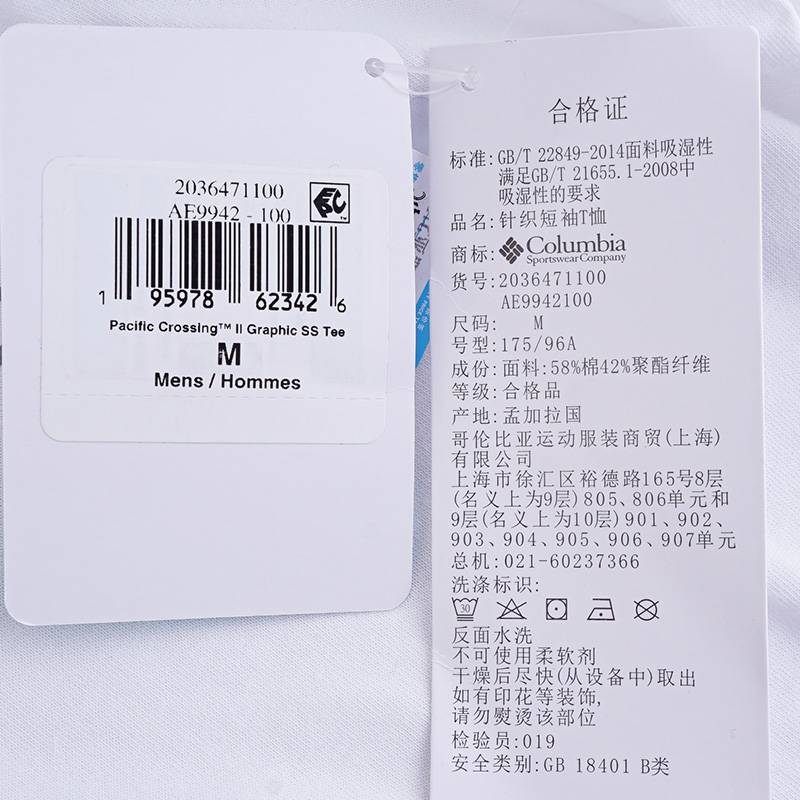 2036471100
AE9942 - 100
EPC™
1 95978 62342 6
Pacific Crossing™ II Graphic SS Tee
M
Mens / Hommes
合格证
标准:GB/T 22849-2014面料吸湿性
满足GB/T 21655.1-2008中
吸湿性的要求
品名:针织短袖T恤
商标:Columbia
Sportswear Company
货号:2036471100
AE9942100
尺码: M
号型:175/96A
成份:面料:58%棉42%聚酯纤维
等级:合格品
产地:孟加拉国
哥伦比亚运动服装商贸(上海)
有限公司
上海市徐汇区裕德路165号8层
(名义上为9层)805、806单元和
9层(名义上为10层)901、902、
903、904、905、906、907单元
总机:021-60237366
洗涤标识:
30
反面水洗
不可使用柔软剂
干燥后尽快(从设备中)取出
如有印花等装饰,
请勿熨烫该部位
检验员:019
安全类别:GB 18401 B类